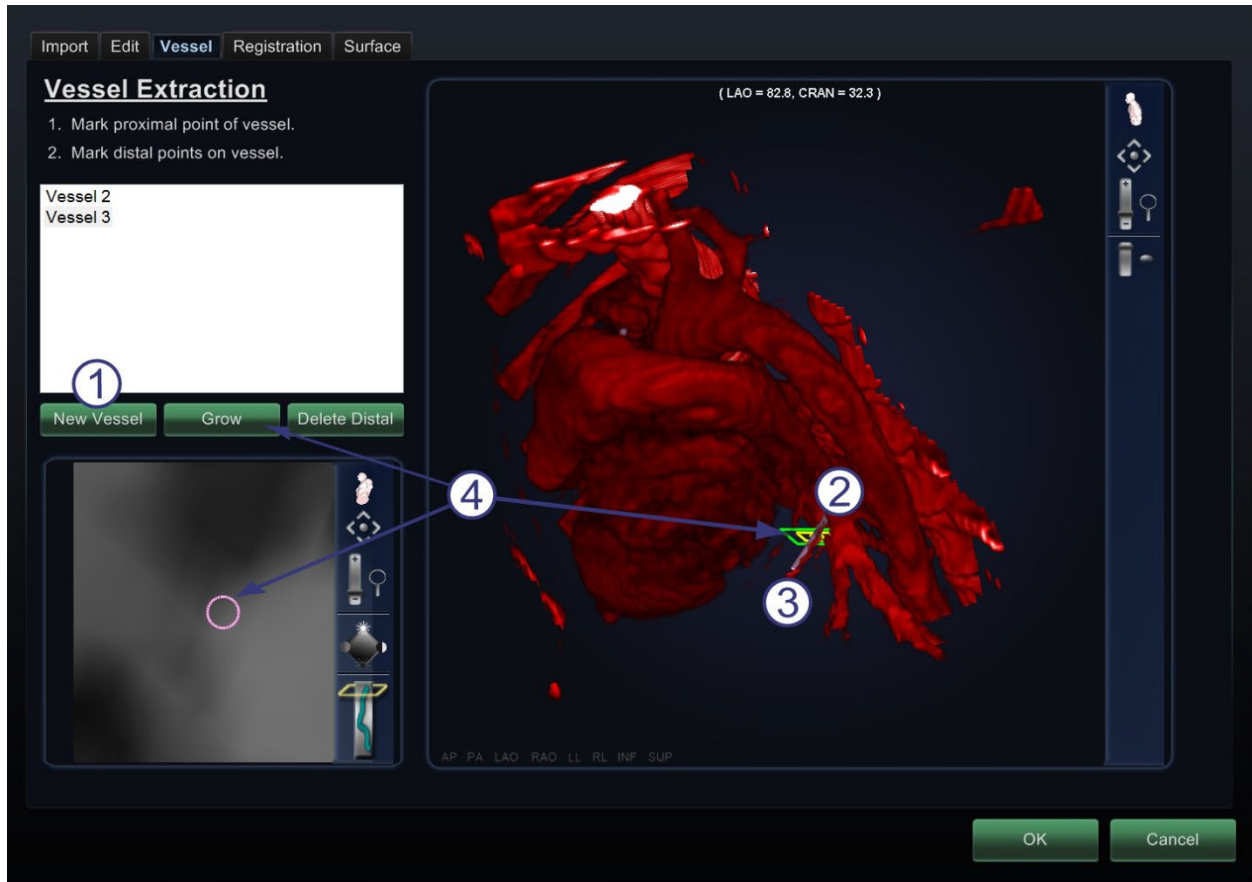 Import Edit Vessel Registration Surface
Vessel Extraction
1. Mark proximal point of vessel.
2. Mark distal points on vessel.
Vessel 2
Vessel 3
1
New Vessel Grow Delete Distal
( LAO = 82.8, CRAN = 32.3 )
4
2
3
AP PA LAO RAO LL RL INF SUP
OK Cancel